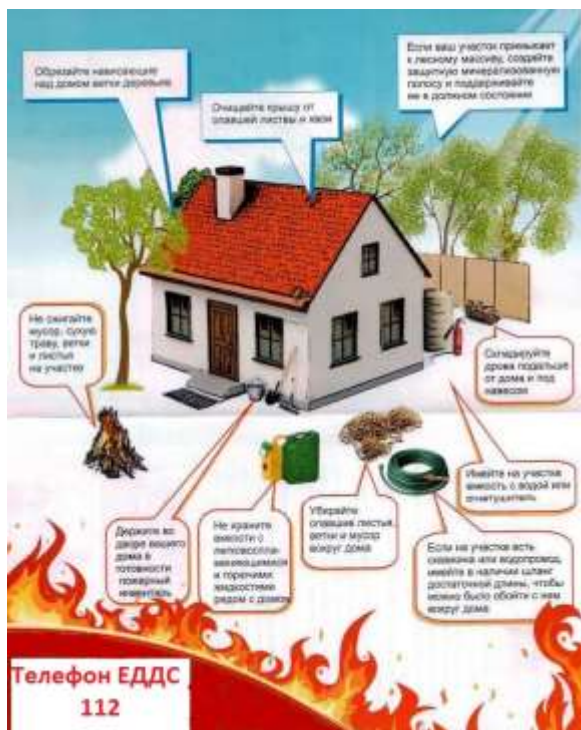 Обрезайте нависающие
над домом ветки деревьев
Очищайте крышу от
опавшей листвы и хвои
Если ваш участок примыкает
к лесному массиву, создайте
защитную минерализованную
полосу и поддерживайте
ее в должном состоянии
Не сжигайте
мусор, сухую
траву, ветки
и листья
на участке
Складируйте
дрова подальше
от дома и под
навесом
Имейте на участке
емкость с водой или
огнетушитель
Держите во
дворе вашего
дома в
готовности
пожарный
инвентарь
Не храните
емкости с
легковоспла-
меняющимися
и горючими
жидкостями
рядом с домом
Убирайте
опавшие листья,
ветки и мусор
вокруг дома
Если на участке есть
скважина или водопровод,
имейте в наличии шланг
достаточной длины, чтобы
можно было обойти с ним
вокруг дома
Телефон ЕДДС
112